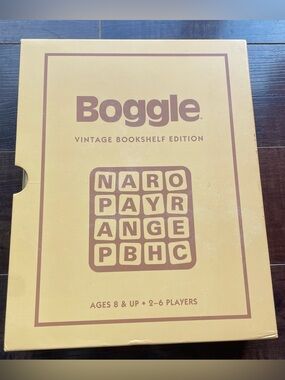 Boggle
VINTAGE BOOKSHELF EDITION
NARO
PAYR
ANGE
PBHC
AGES 8 & UP • 2–6 PLAYERS